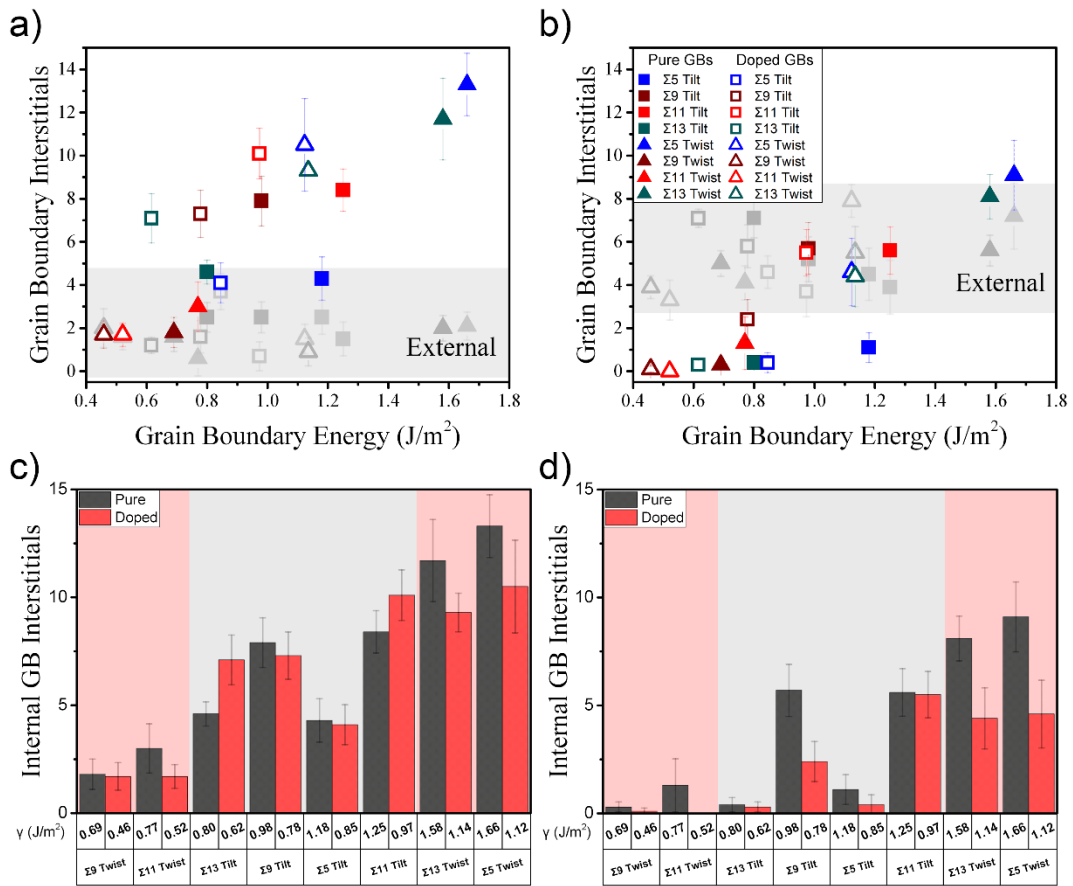 a)
14
12
10
8
6
4
2
0
Grain Boundary Interstitials
External
0.4 0.6 0.8 1.0 1.2 1.4 1.6 1.8
Grain Boundary Energy (J/m²)
b)
14
12
10
8
6
4
2
0
Grain Boundary Interstitials
Pure GBs Doped GBs
Σ5 Tilt Σ5 Tilt
Σ9 Tilt Σ9 Tilt
Σ11 Tilt Σ11 Tilt
Σ13 Tilt Σ13 Tilt
Σ5 Twist Σ5 Twist
Σ9 Twist Σ9 Twist
Σ11 Twist Σ11 Twist
Σ13 Twist Σ13 Twist
External
0.4 0.6 0.8 1.0 1.2 1.4 1.6 1.8
Grain Boundary Energy (J/m²)
c)
15
10
5
0
Internal GB Interstitials
Pure
Doped
γ (J/m²) 0.69 0.46 0.77 0.52 0.80 0.62 0.98 0.78 1.18 0.85 1.25 0.97 1.58 1.14 1.66 1.12
Σ9 Twist Σ11 Twist Σ13 Tilt Σ9 Tilt Σ5 Tilt Σ11 Tilt Σ13 Twist Σ5 Twist
d)
15
10
5
0
Internal GB Interstitials
Pure
Doped
γ (J/m²) 0.69 0.46 0.77 0.52 0.80 0.62 0.98 0.78 1.18 0.85 1.25 0.97 1.58 1.14 1.66 1.12
Σ9 Twist Σ11 Twist Σ13 Tilt Σ9 Tilt Σ5 Tilt Σ11 Tilt Σ13 Twist Σ5 Twist